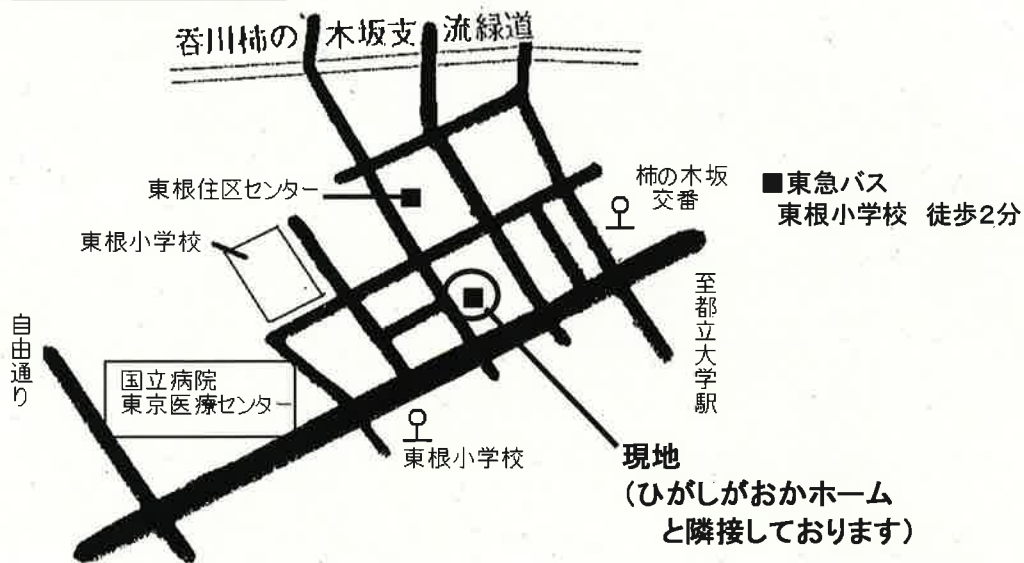 呑川柿の木坂支流緑道
東根住区センター
東根小学校
柿の木坂
交番
■東急バス
東根小学校 徒歩2分
自由通り
国立病院
東京医療センター
至都立大学駅
東根小学校
現地
(ひがしがおかホーム
と隣接しております)